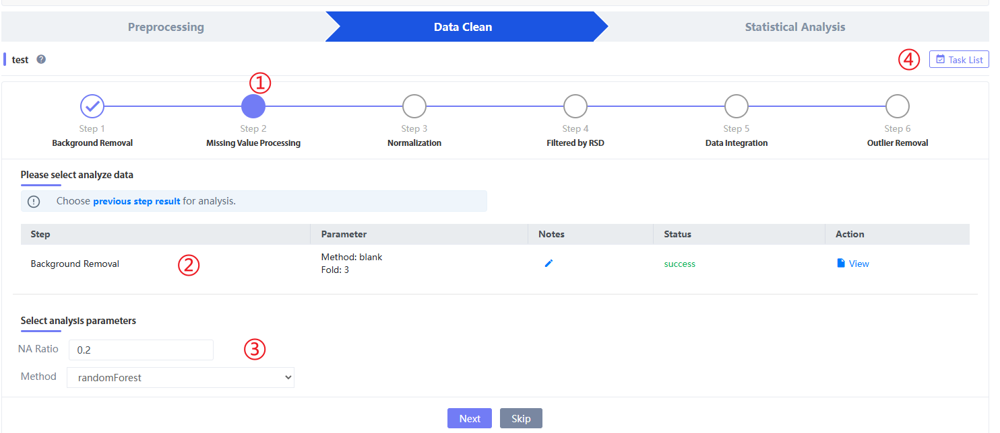 Preprocessing Data Clean Statistical Analysis
test ? ④ Task List
①
Step 1 Step 2 Step 3 Step 4 Step 5 Step 6
Background Removal Missing Value Processing Normalization Filtered by RSD Data Integration Outlier Removal
Please select analyze data
Choose previous step result for analysis.
Step Parameter Notes Status Action
Background Removal ② Method: blank success View
Fold: 3
Select analysis parameters
NA Ratio 0.2 ③
Method randomForest
Next Skip